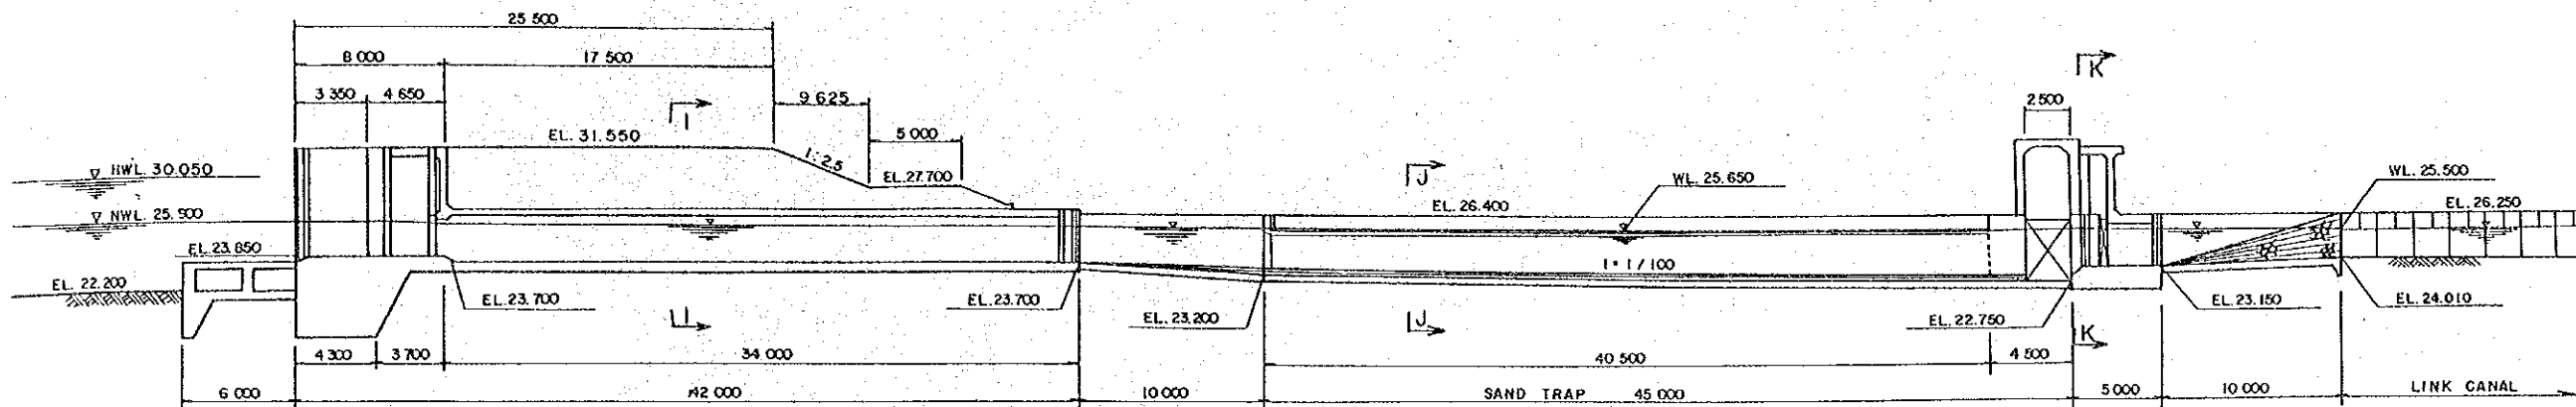 25 500
8 000
17 500
K
3 350
4 650
9 625
2 500
I
EL. 31.550
5 000
1:2.5
HWL. 30.050
J
WL. 25.650
WL. 25.500
EL.27.700
NWL. 25.900
EL. 26.400
EL. 26.250
EL.23.850
I = 1 / 100
EL. 22.200
EL.23.700
EL.23.700
EL.23.150
EL.24.010
EL.23.200
I
J
EL.22.750
K
4 300
3 700
34 000
40 500
4 500
6 000
42 000
10 000
SAND TRAP 45 000
5 000
10 000
LINK CANAL